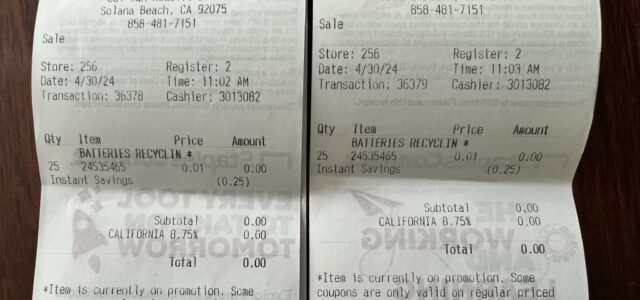 Solana Beach, CA 92075
858-481-7151
Sale
Store: 256 Register: 2
Date: 4/30/24 Time: 11:02 AM
Transaction: 36378 Cashier: 3013082
Qty Item Price Amount
BATTERIES RECYCLIN *
25 24535465 0.01 0.00
Instant Savings (0.25)
Subtotal 0.00
CALIFORNIA 8.75% 0.00
Total 0.00
*Item is currently on promotion. Some
858-481-7151
Sale
Store: 256 Register: 2
Date: 4/30/24 Time: 11:03 AM
Transaction: 36379 Cashier: 3013082
Qty Item Price Amount
BATTERIES RECYCLIN *
25 24535465 0.01 0.00
Instant Savings (0.25)
Subtotal 0.00
CALIFORNIA 8.75% 0.00
Total 0.00
*Item is currently on promotion. Some
coupons are only valid on regular priced